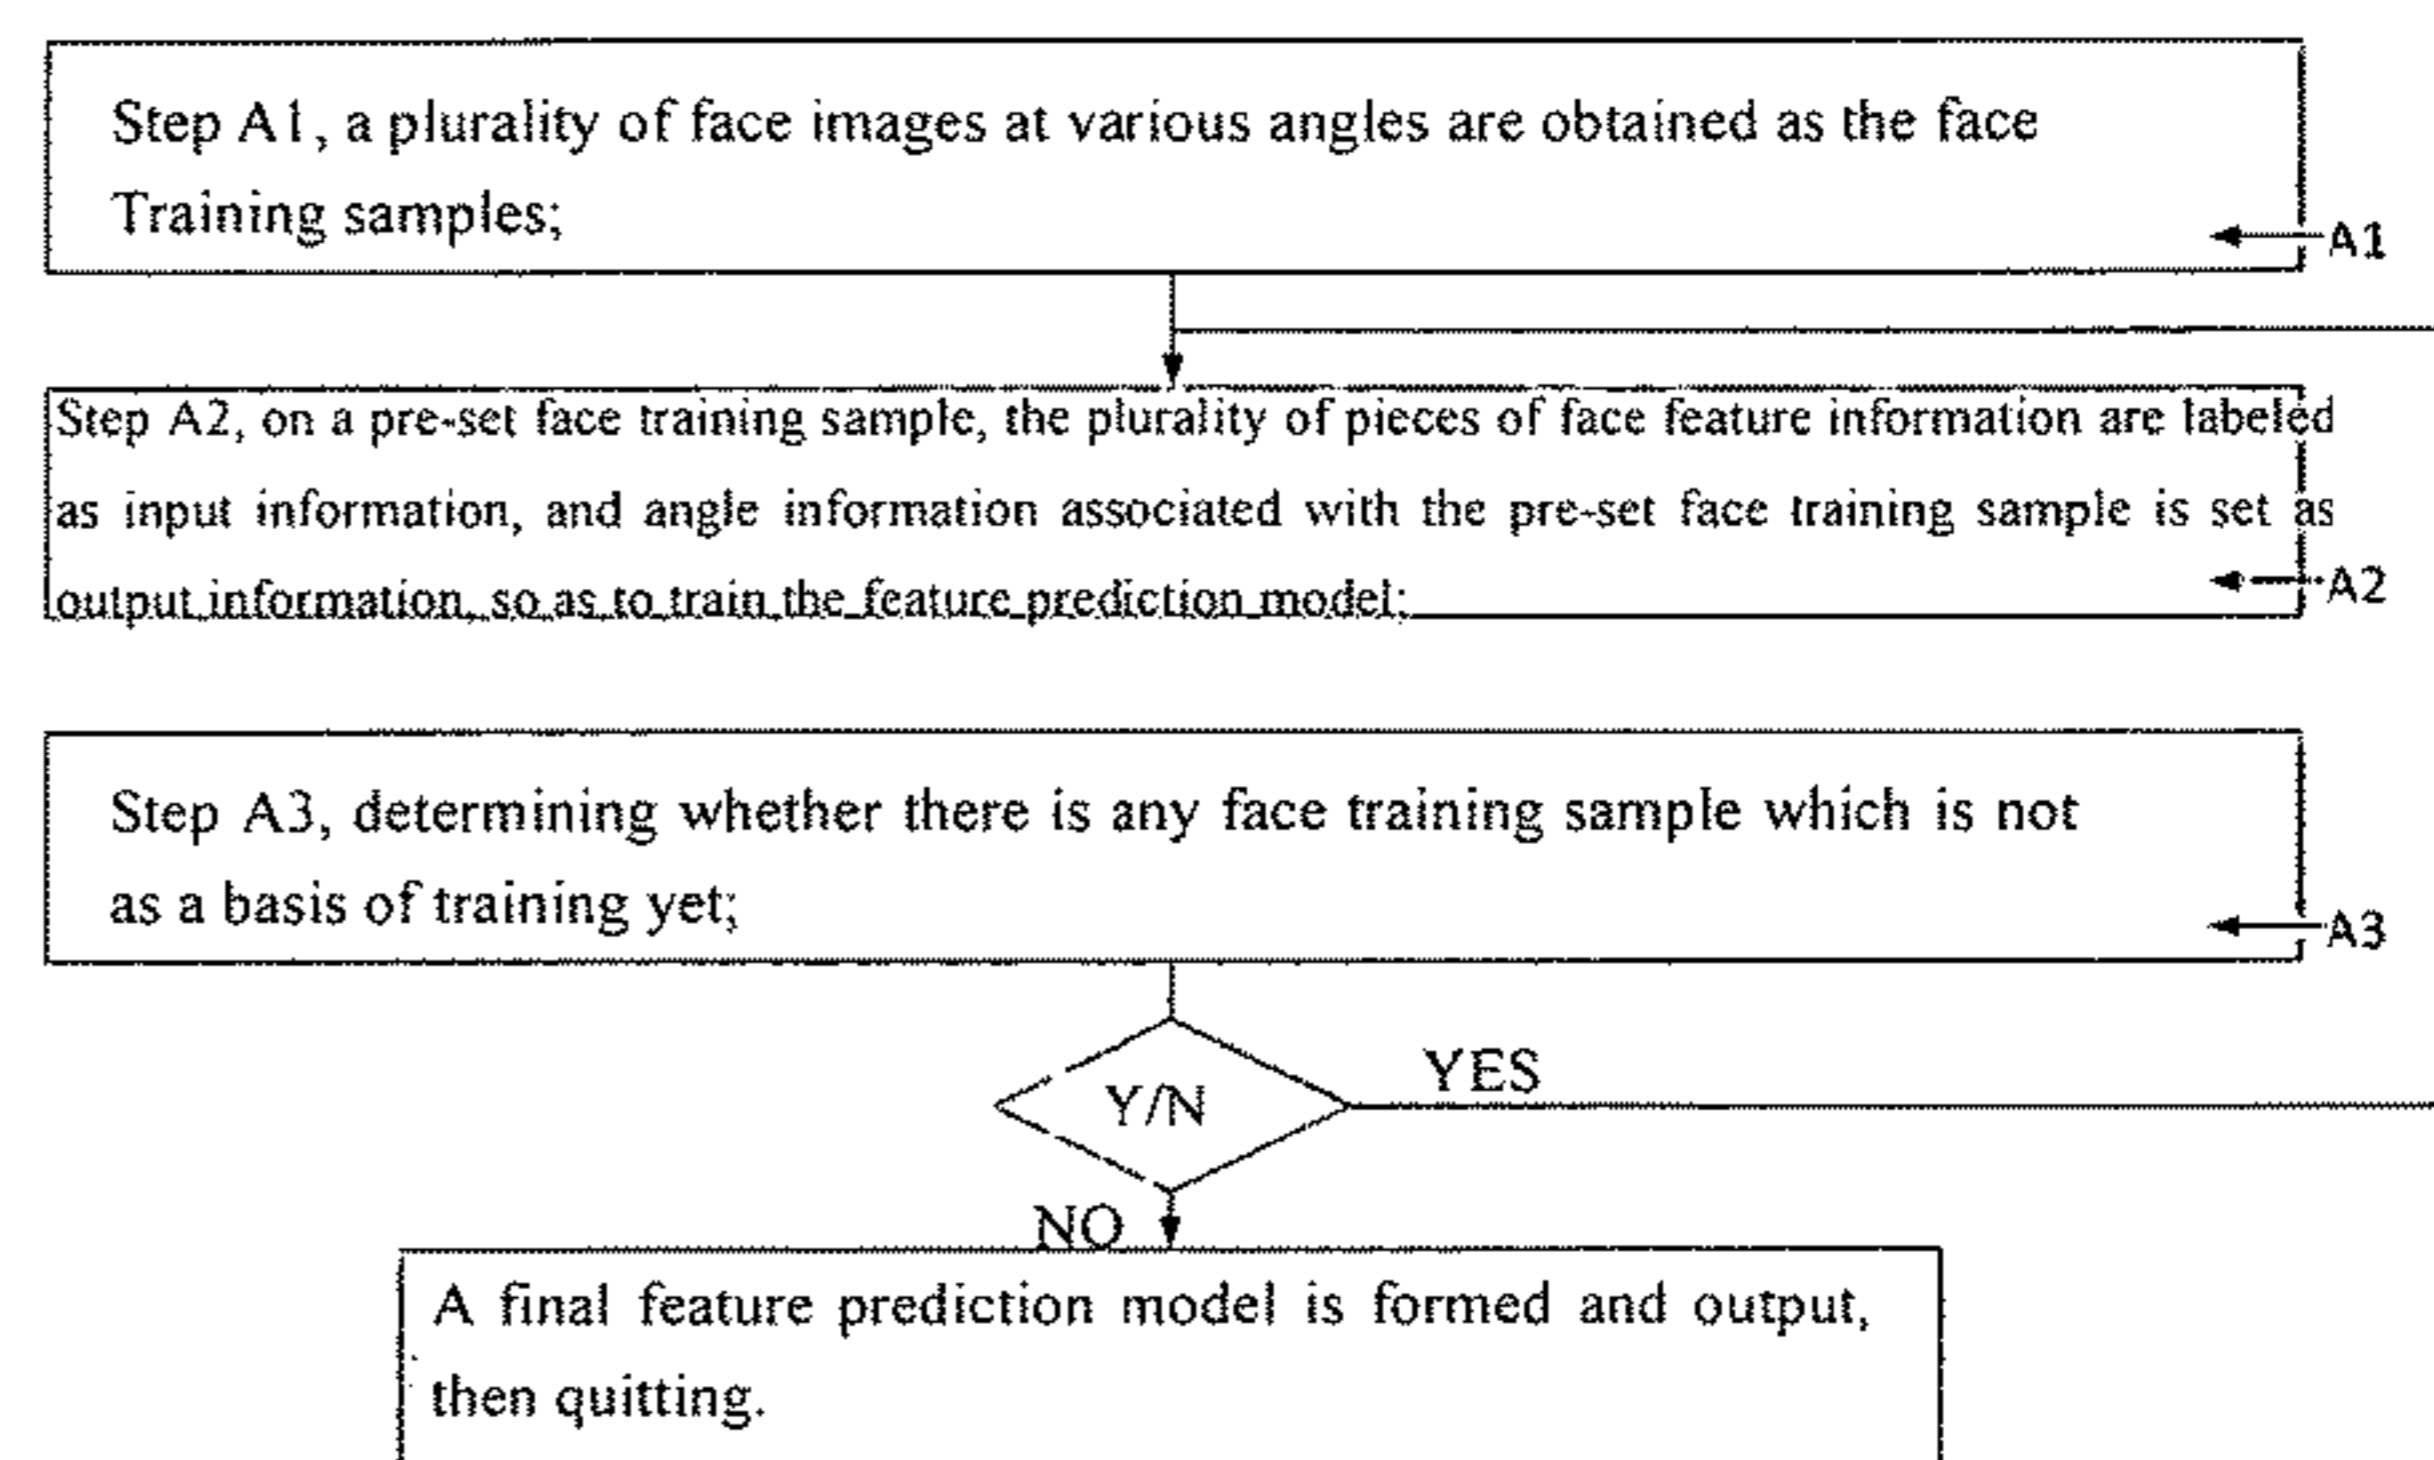 Step A1, a plurality of face images at various angles are obtained as the face
Training samples;
A1
Step A2, on a pre-set face training sample, the plurality of pieces of face feature information are labeled
as input information, and angle information associated with the pre-set face training sample is set as
output information, so as to train the feature prediction model;
A2
Step A3, determining whether there is any face training sample which is not
as a basis of training yet;
A3
YES
Y/N
NO
A final feature prediction model is formed and output,
then quitting.